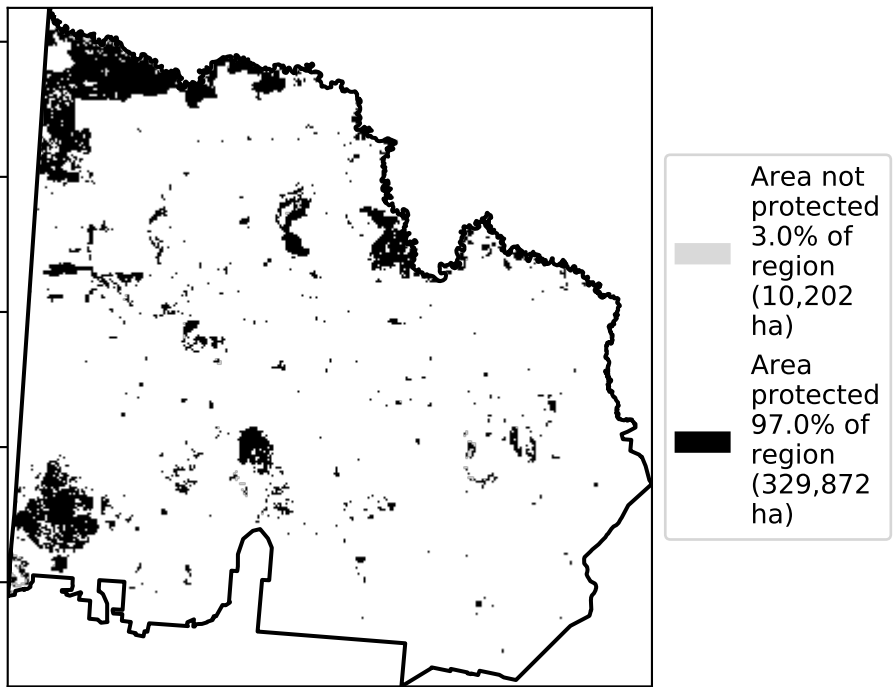 Area not
protected
3.0% of
region
(10,202
ha)
Area
protected
97.0% of
region
(329,872
ha)